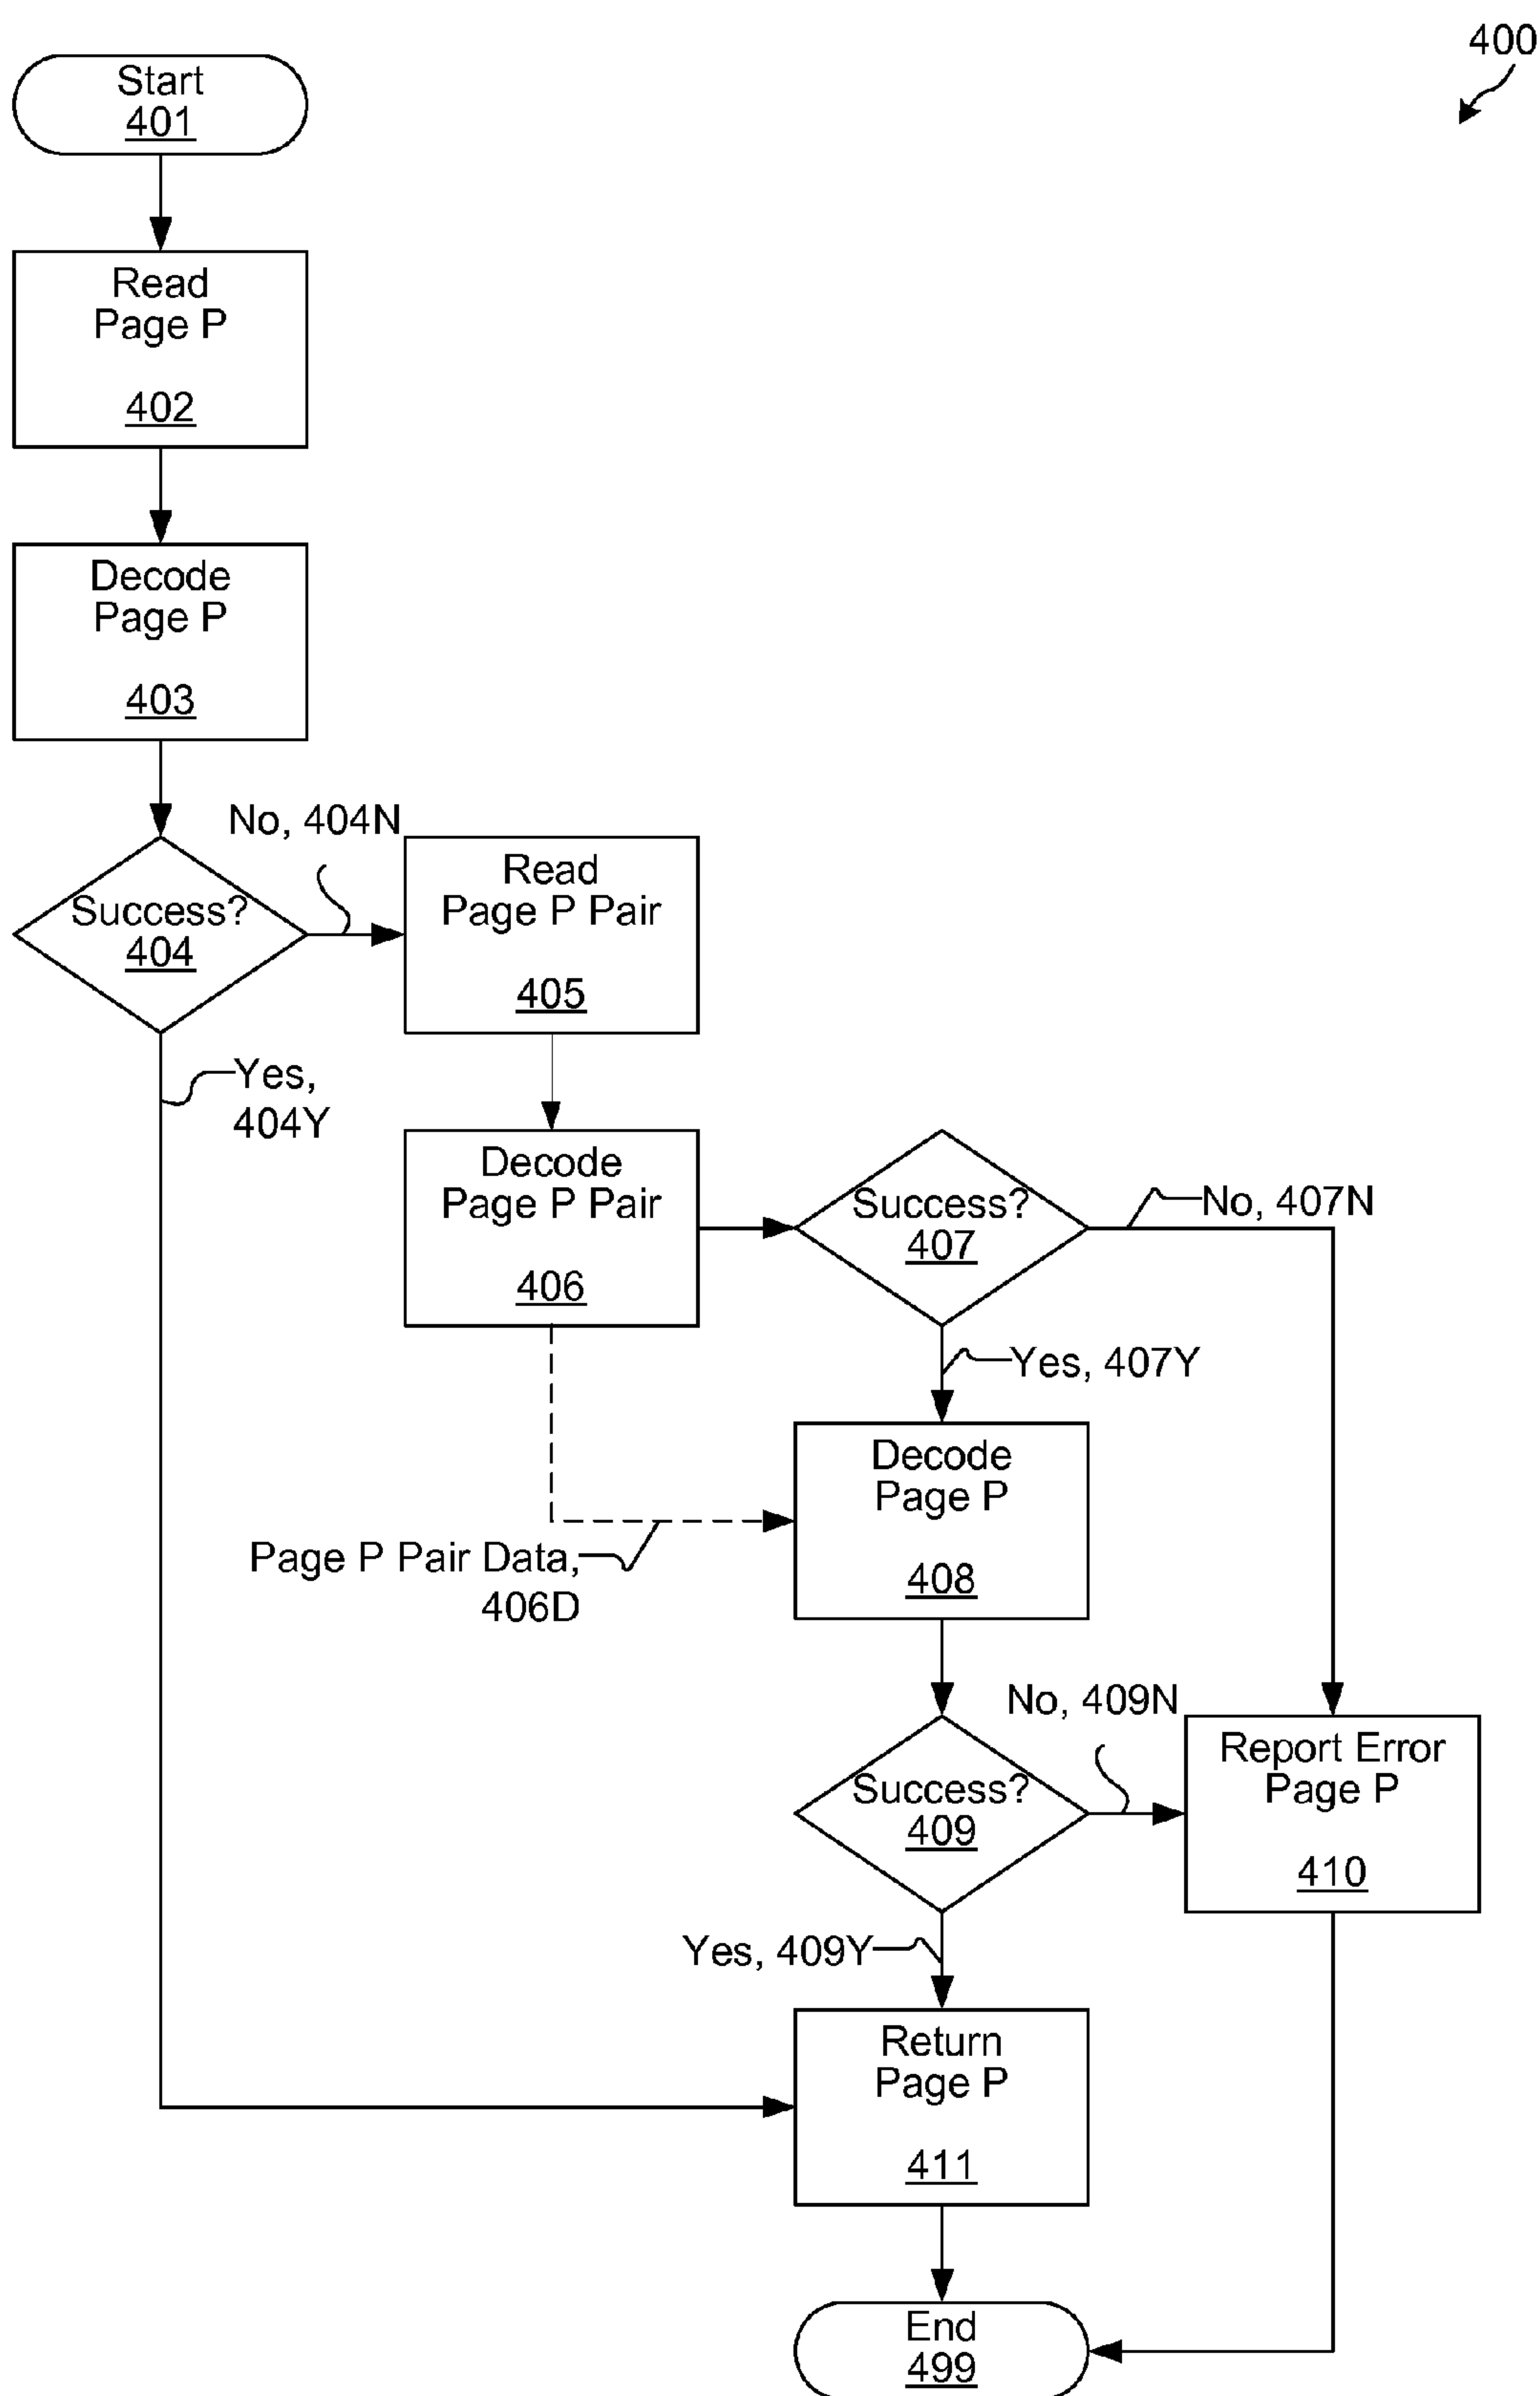 400
Start
401
Read
Page P
402
Decode
Page P
403
No, 404N
Success?
404
Read
Page P Pair
405
Yes,
404Y
Decode
Page P Pair
406
Success?
407
No, 407N
Yes, 407Y
Decode
Page P
408
Page P Pair Data,
406D
No, 409N
Success?
409
Report Error
Page P
410
Yes, 409Y
Return
Page P
411
End
499